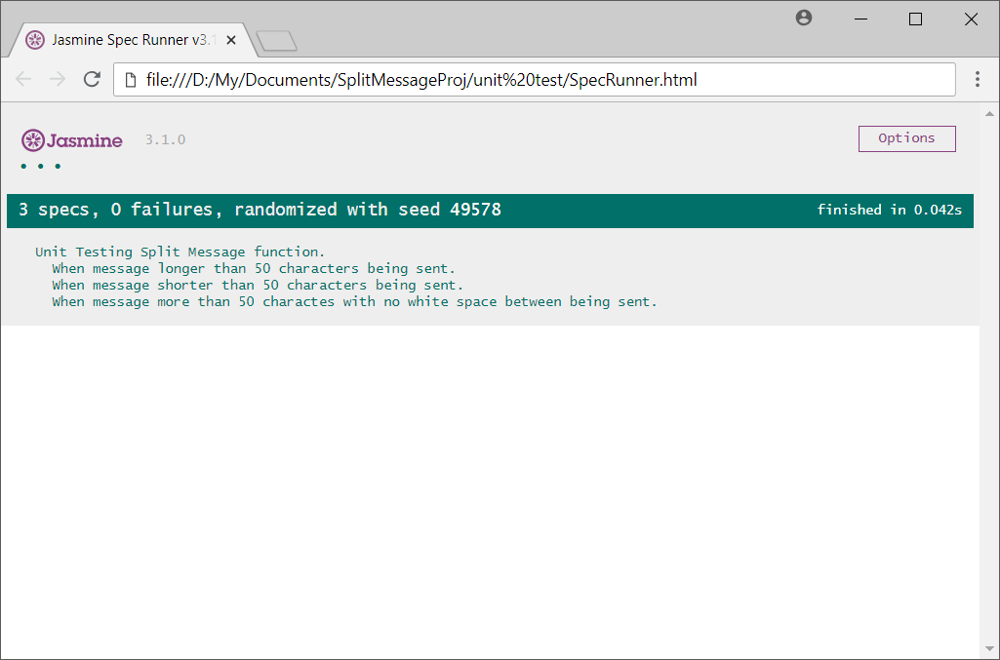 Jasmine Spec Runner v3.1
file:///D:/My/Documents/SplitMessageProj/unit%20test/SpecRunner.html
Jasmine 3.1.0 Options
3 specs, 0 failures, randomized with seed 49578 finished in 0.042s
Unit Testing Split Message function.
When message longer than 50 characters being sent.
When message shorter than 50 characters being sent.
When message more than 50 charactes with no white space between being sent.